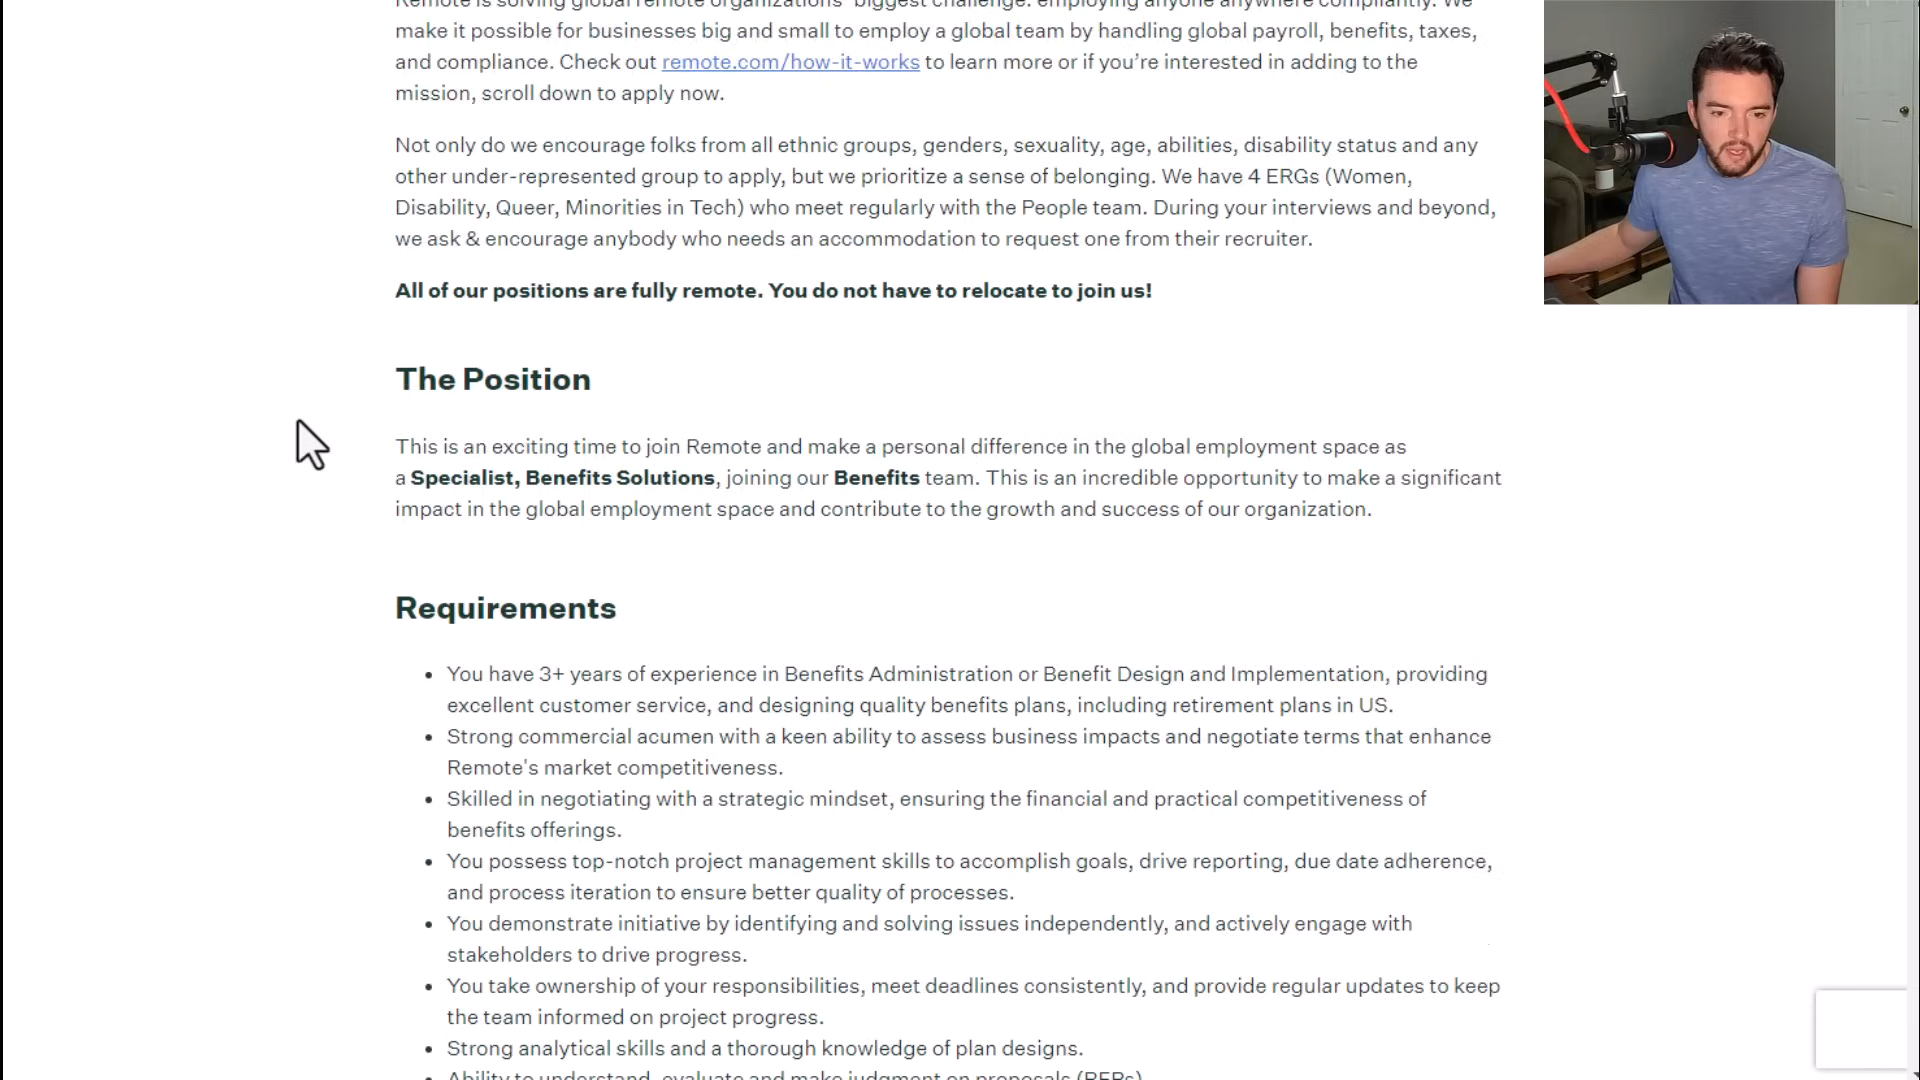 Remote is solving global remote organizations' biggest challenge: employing anyone anywhere compliantly. We
make it possible for businesses big and small to employ a global team by handling global payroll, benefits, taxes,
and compliance. Check out remote.com/how-it-works to learn more or if you’re interested in adding to the
mission, scroll down to apply now.
Not only do we encourage folks from all ethnic groups, genders, sexuality, age, abilities, disability status and any
other under-represented group to apply, but we prioritize a sense of belonging. We have 4 ERGs (Women,
Disability, Queer, Minorities in Tech) who meet regularly with the People team. During your interviews and beyond,
we ask & encourage anybody who needs an accommodation to request one from their recruiter.
All of our positions are fully remote. You do not have to relocate to join us!
The Position
This is an exciting time to join Remote and make a personal difference in the global employment space as
a Specialist, Benefits Solutions, joining our Benefits team. This is an incredible opportunity to make a significant
impact in the global employment space and contribute to the growth and success of our organization.
Requirements
• You have 3+ years of experience in Benefits Administration or Benefit Design and Implementation, providing
excellent customer service, and designing quality benefits plans, including retirement plans in US.
• Strong commercial acumen with a keen ability to assess business impacts and negotiate terms that enhance
Remote's market competitiveness.
• Skilled in negotiating with a strategic mindset, ensuring the financial and practical competitiveness of
benefits offerings.
• You possess top-notch project management skills to accomplish goals, drive reporting, due date adherence,
and process iteration to ensure better quality of processes.
• You demonstrate initiative by identifying and solving issues independently, and actively engage with
stakeholders to drive progress.
• You take ownership of your responsibilities, meet deadlines consistently, and provide regular updates to keep
the team informed on project progress.
• Strong analytical skills and a thorough knowledge of plan designs.
• Ability to understand, evaluate and make judgment on proposals (RFPs)